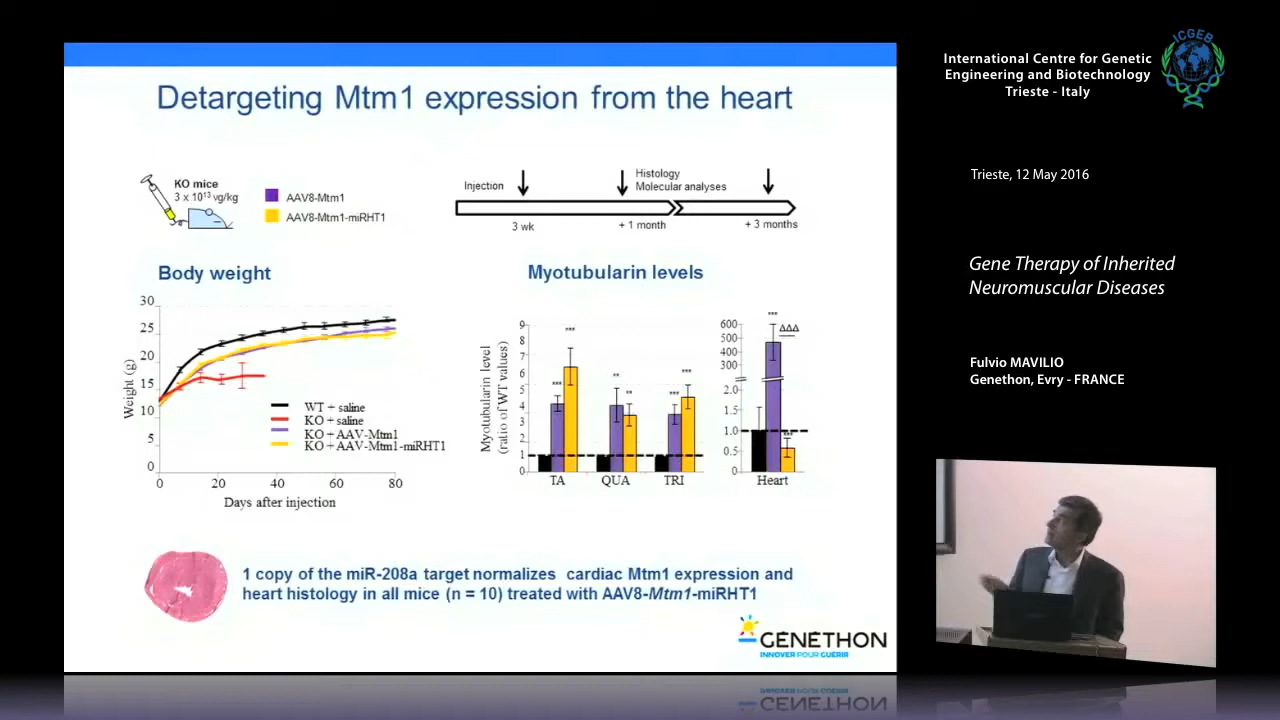 Detargeting Mtm1 expression from the heart
KO mice
3 x 10¹³ vg/kg
AAV8-Mtm1
AAV8-Mtm1-miRHT1
Injection
Histology
Molecular analyses
3 wk
+ 1 month
+ 3 months
Body weight
30
25
20
15
10
5
0
Weight (g)
0 20 40 60 80
Days after injection
WT + saline
KO + saline
KO + AAV-Mtm1
KO + AAV-Mtm1-miRHT1
Myotubularin levels
Myotubularin level
(ratio of WT values)
9
8
7
6
5
4
3
2
1
0
***
***
**
**
***
***
TA QUA TRI
600
500
400
300
2.0
1.5
1.0
0.5
0
***
ΔΔΔ
***
Heart
1 copy of the miR-208a target normalizes cardiac Mtm1 expression and
heart histology in all mice (n = 10) treated with AAV8-Mtm1-miRHT1
GENETHON
INNOVER POUR GUÉRIR
International Centre for Genetic
Engineering and Biotechnology
Trieste - Italy
ICGEB
Trieste, 12 May 2016
Gene Therapy of Inherited
Neuromuscular Diseases
Fulvio MAVILIO
Genethon, Evry - FRANCE